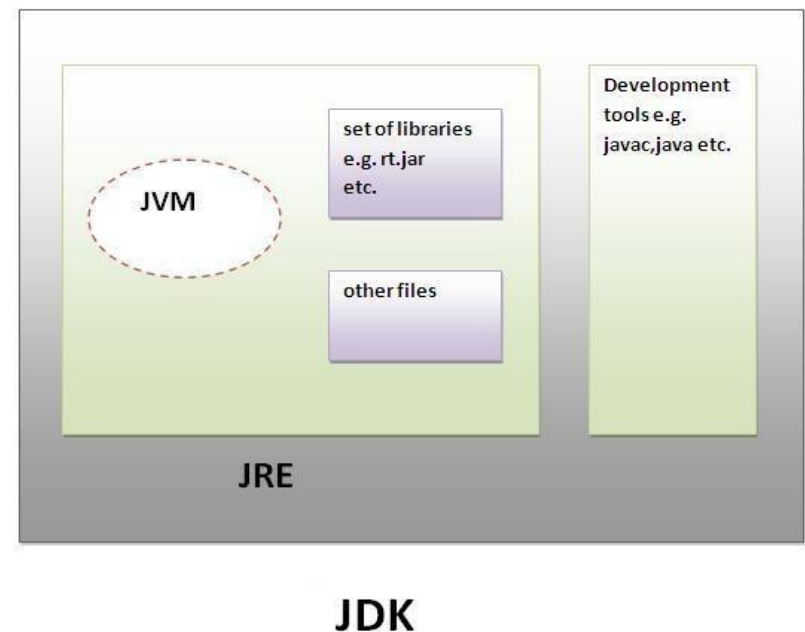 JVM
set of libraries
e.g. rt.jar
etc.
other files
Development
tools e.g.
javac,java etc.
JRE
JDK